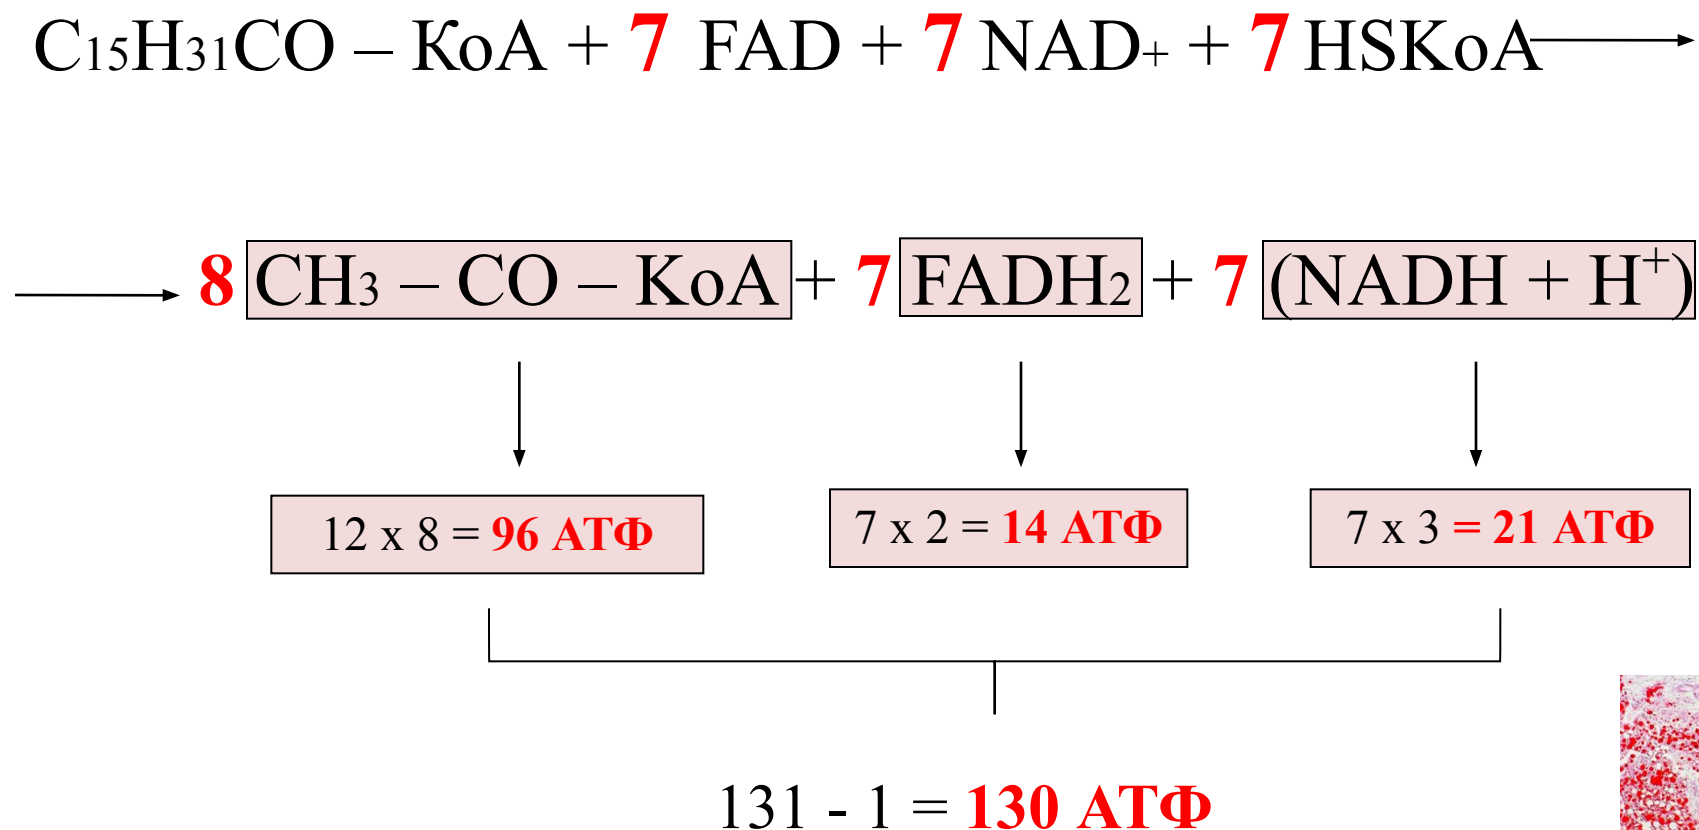 C15H31CO – КоА + 7 FAD + 7 NAD+ + 7 HSKoA
8 CH3 – CO – KoA + 7 FADH2 + 7 (NADH + H+)
12 x 8 = 96 АТФ 7 x 2 = 14 АТФ 7 x 3 = 21 АТФ
131 - 1 = 130 АТФ